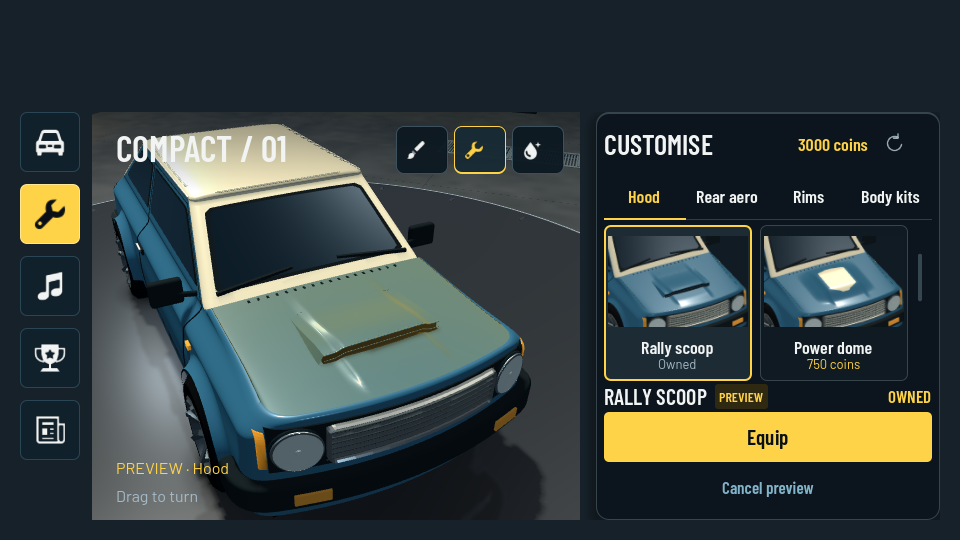 COMPACT / 01
PREVIEW · Hood
Drag to turn
CUSTOMISE
3000 coins
Hood
Rear aero
Rims
Body kits
Rally scoop
Owned
Power dome
750 coins
RALLY SCOOP
PREVIEW
OWNED
Equip
Cancel preview